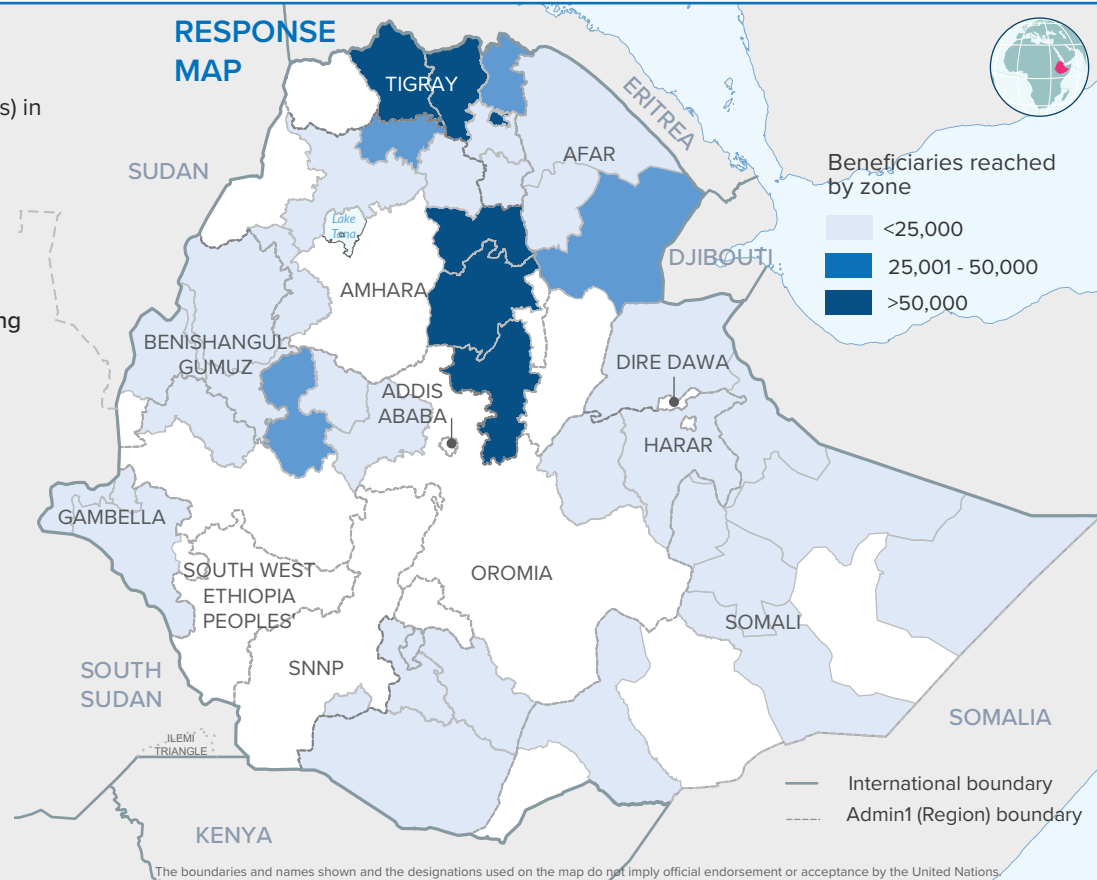 RESPONSE
MAP
s) in
ng
TIGRAY
ERITREA
AFAR
SUDAN
Beneficiaries reached
by zone
<25,000
25,001 - 50,000
>50,000
Lake
Tana
DJIBOUTI
AMHARA
BENISHANGUL
GUMUZ
DIRE DAWA
ADDIS
ABABA
HARAR
GAMBELLA
SOUTH WEST
ETHIOPIA
PEOPLES'
OROMIA
SOMALI
SNNP
SOUTH
SUDAN
SOMALIA
ILEMI
TRIANGLE
International boundary
Admin1 (Region) boundary
KENYA
The boundaries and names shown and the designations used on the map do not imply official endorsement or acceptance by the United Nations.